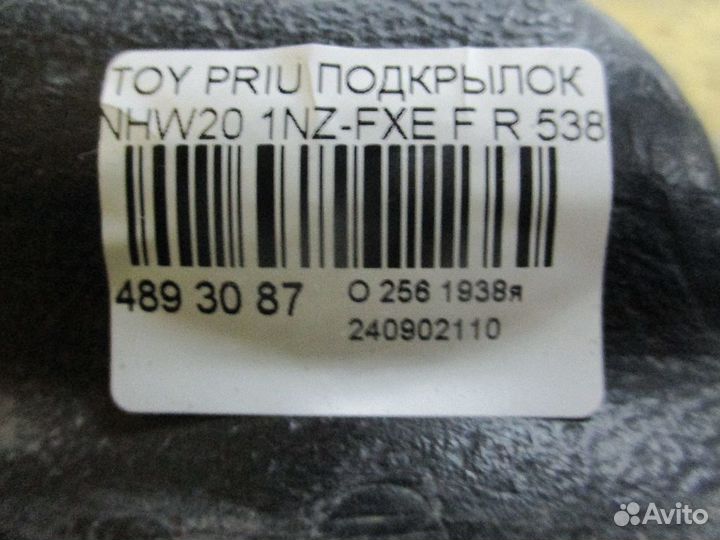 TOY PRIU ПОДКРЫЛОК
NHW20 1NZ-FXE F R 538
489 30 87 О 256 1938я
240902110
Avito